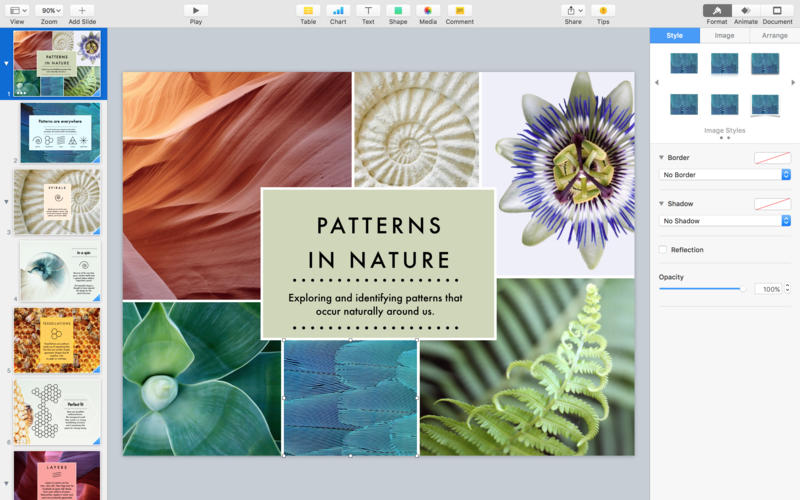 90%
View
Zoom
Add Slide
Play
Table
Chart
Text
Shape
Media
Comment
Share
Tips
Format
Animate
Document
Style
Image
Arrange
1
PATTERNS
IN NATURE
2
Patterns are everywhere
3
SPIRALS
4
In a spin
5
TESSELLATIONS
6
Perfect fit
LAYERS
PATTERNS
IN NATURE
Exploring and identifying patterns that
occur naturally around us.
Image Styles
Border
No Border
Shadow
No Shadow
Reflection
Opacity
100%